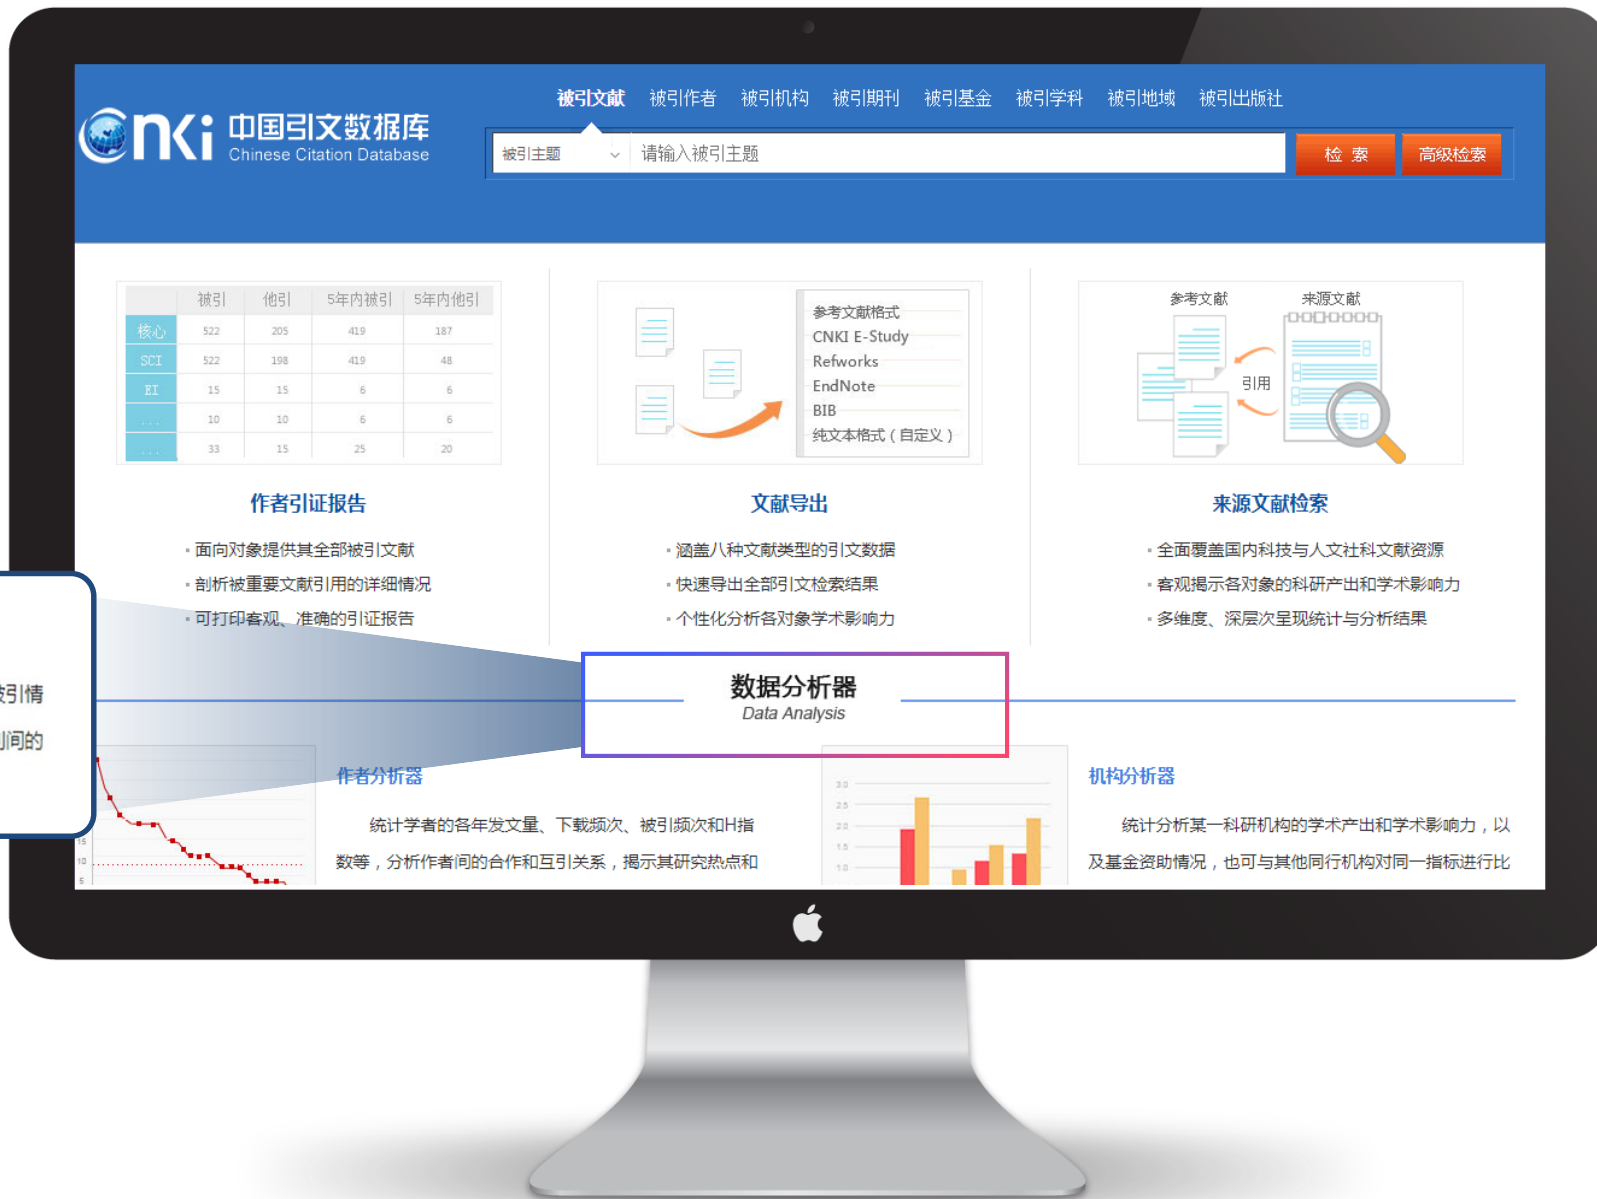 被引文献 被引作者 被引机构 被引期刊 被引基金 被引学科 被引地域 被引出版社
CNKi 中国引文数据库
Chinese Citation Database
被引主题 请输入被引主题 检 索 高级检索
被引 他引 5年内被引 5年内他引
核心 522 205 419 187
SCI 522 198 419 48
EI 15 15 6 6
... 10 10 6 6
... 33 15 25 20
参考文献格式
CNKI E-Study
Refworks
EndNote
BIB
纯文本格式（自定义）
参考文献 来源文献
引用
作者引证报告
面向对象提供其全部被引文献
剖析被重要文献引用的详细情况
可打印客观、准确的引证报告
文献导出
涵盖八种文献类型的引文数据
快速导出全部引文检索结果
个性化分析各对象学术影响力
来源文献检索
全面覆盖国内科技与人文社科文献资源
客观揭示各对象的科研产出和学术影响力
多维度、深层次呈现统计与分析结果
引情
间的
数据分析器
Data Analysis
15
10
5
作者分析器
统计学者的各年发文量、下载频次、被引频次和H指
数等，分析作者间的合作和互引关系，揭示其研究热点和
3.0
2.5
2.0
1.5
1.0
机构分析器
统计分析某一科研机构的学术产出和学术影响力，以
及基金资助情况，也可与其他同行机构对同一指标进行比